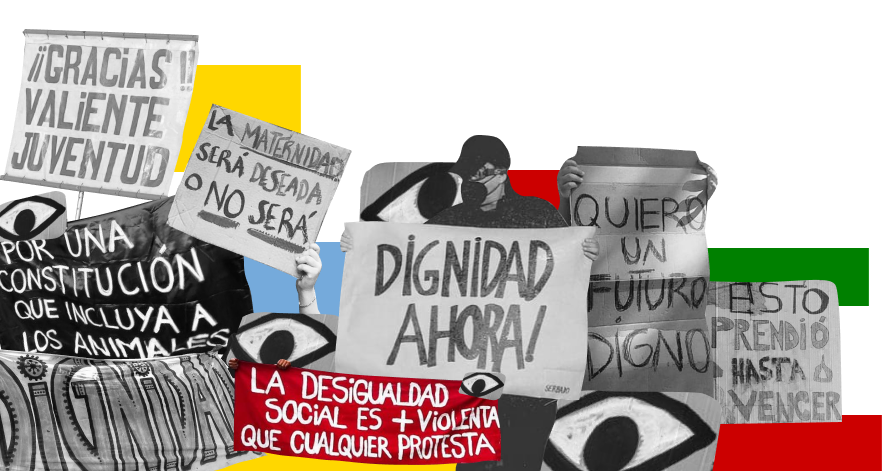 ¡¡GRACIAS!!
VALIENTE
JUVENTUD
LA MATERNIDAD
SERÁ DESEADA
O NO SERÁ
POR UNA
CONSTITUCIÓN
QUE INCLUYA A
LOS ANIMALES
DIGNIDAD
AHORA!
QUIERO
UN
FUTURO
DIGNO
ESTO
PRENDIÓ
HASTA
VENCER
LA DESIGUALDAD
SOCIAL ES + VIOLENTA
QUE CUALQUIER PROTESTA